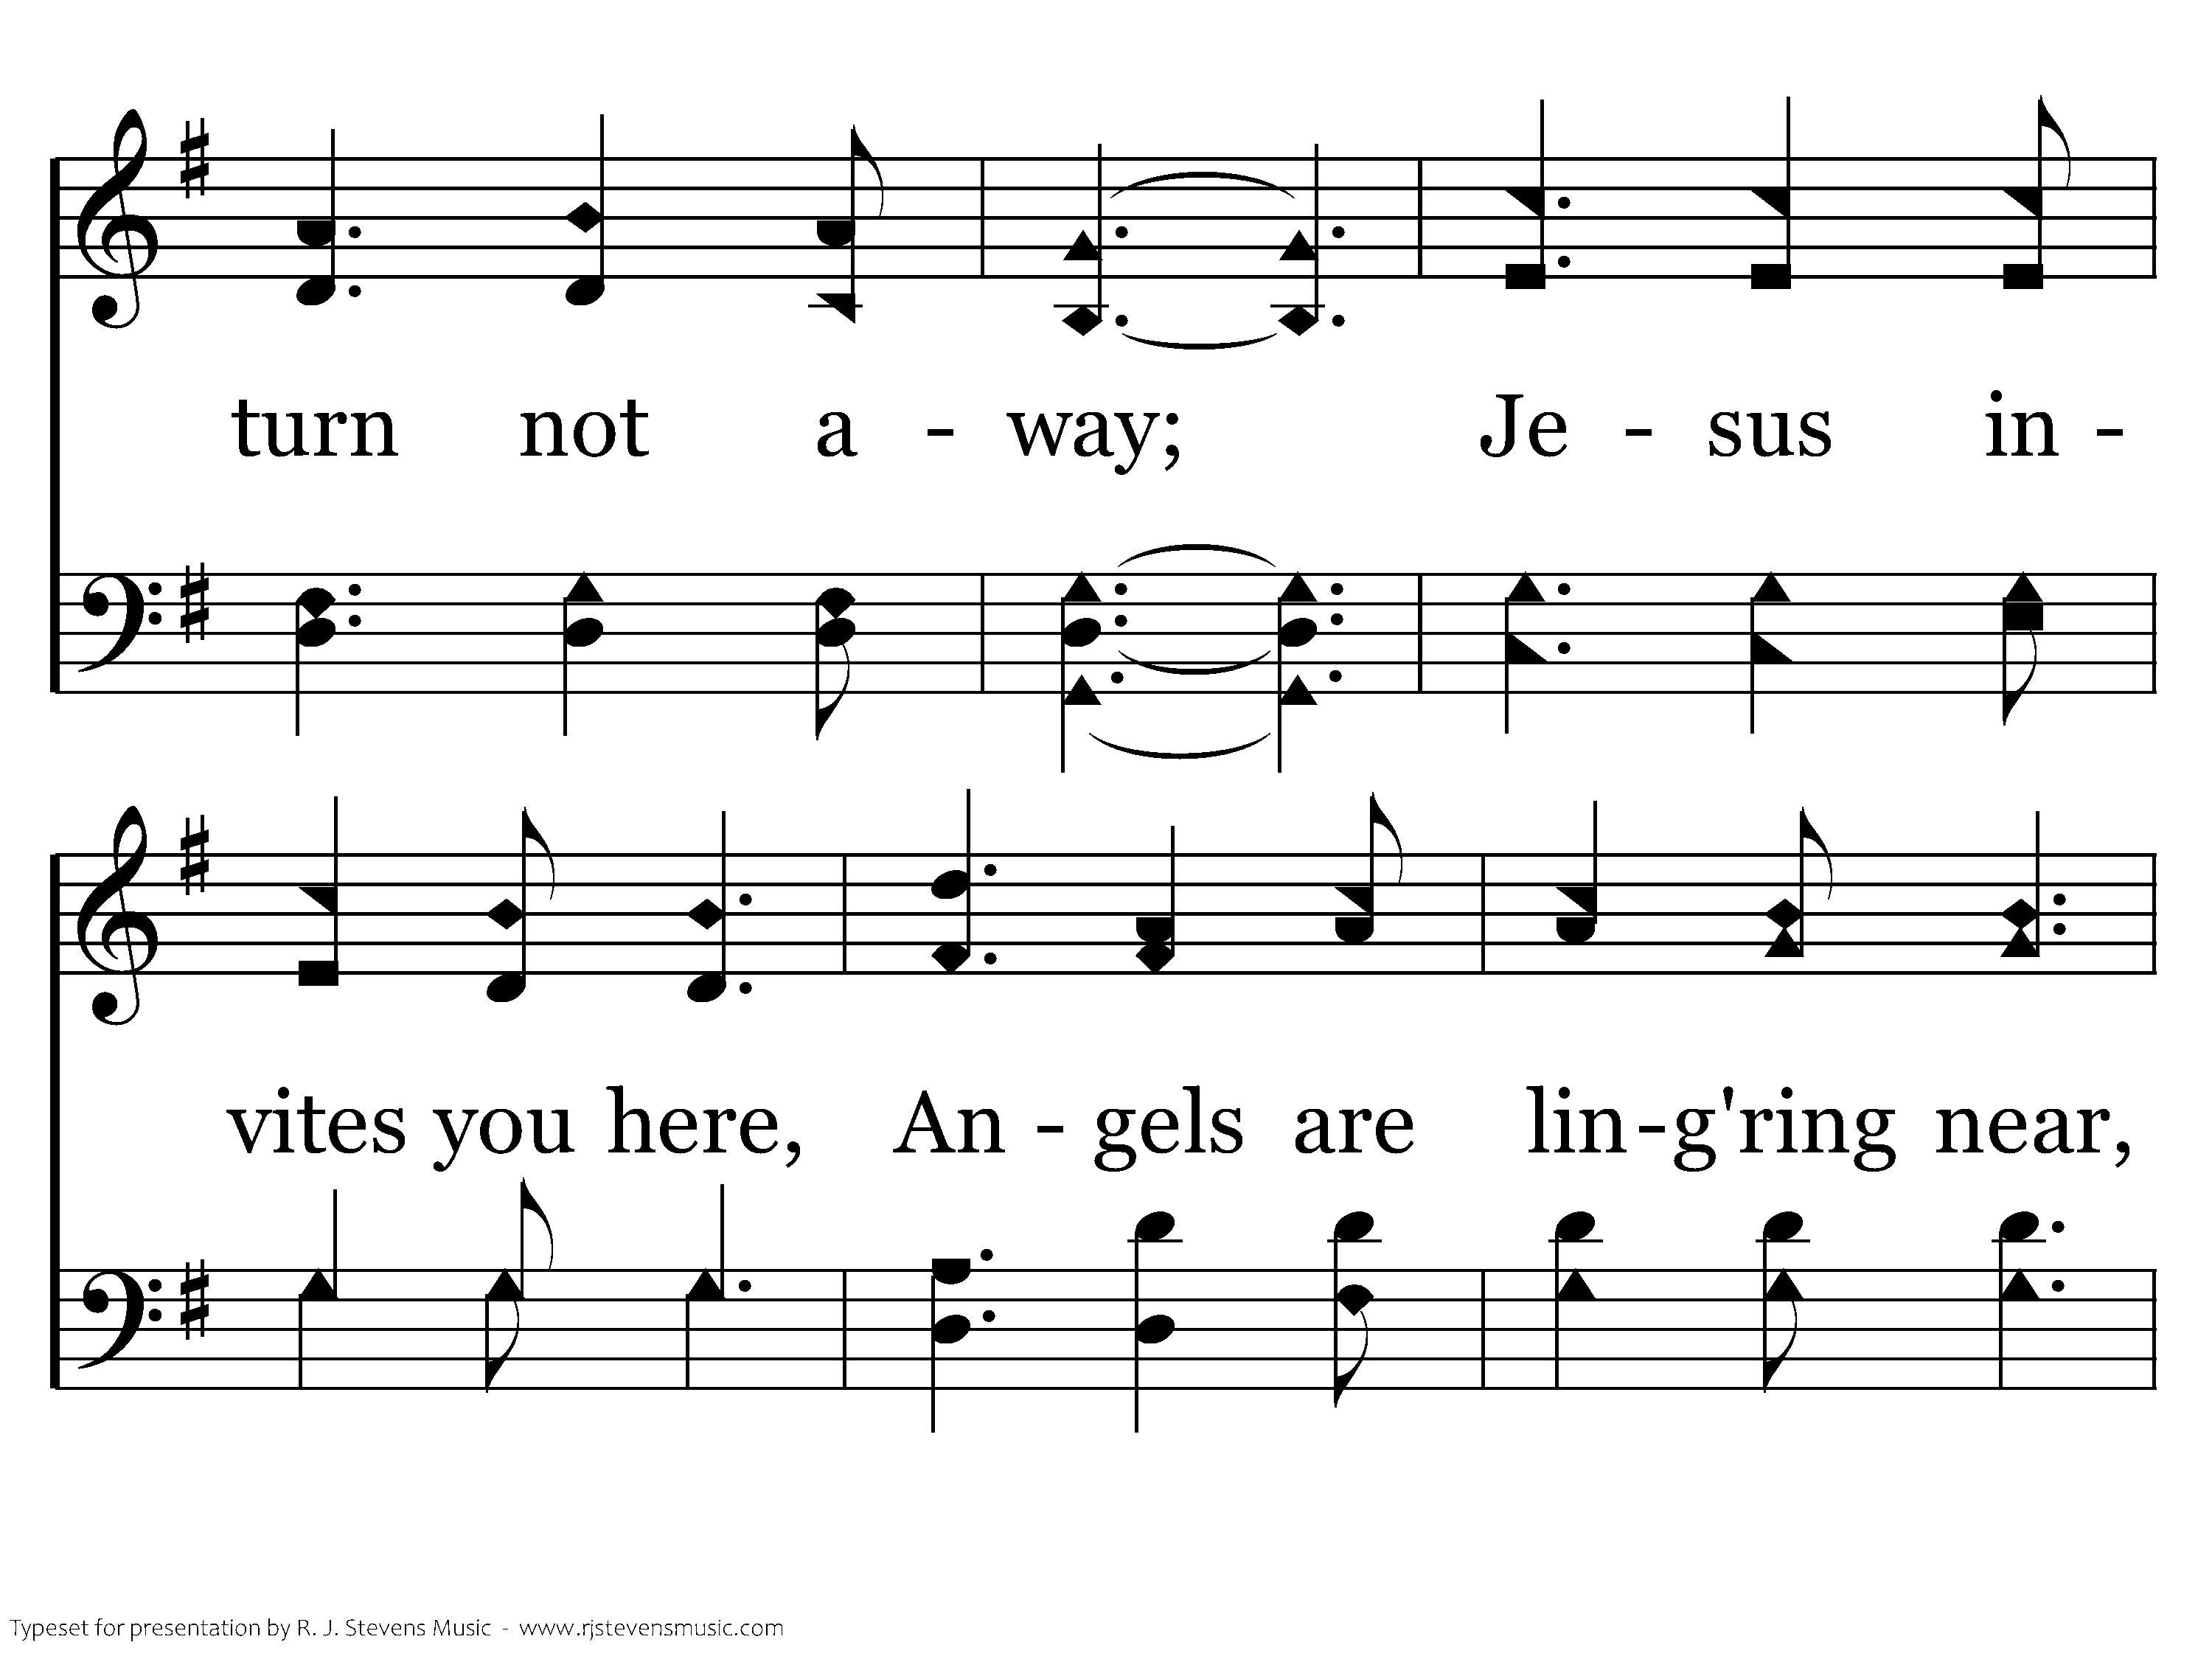 turn not a - way; Je - sus in -
vites you here, An - gels are lin-g'ring near,
Typeset for presentation by R. J. Stevens Music - www.rjstevensmusic.com